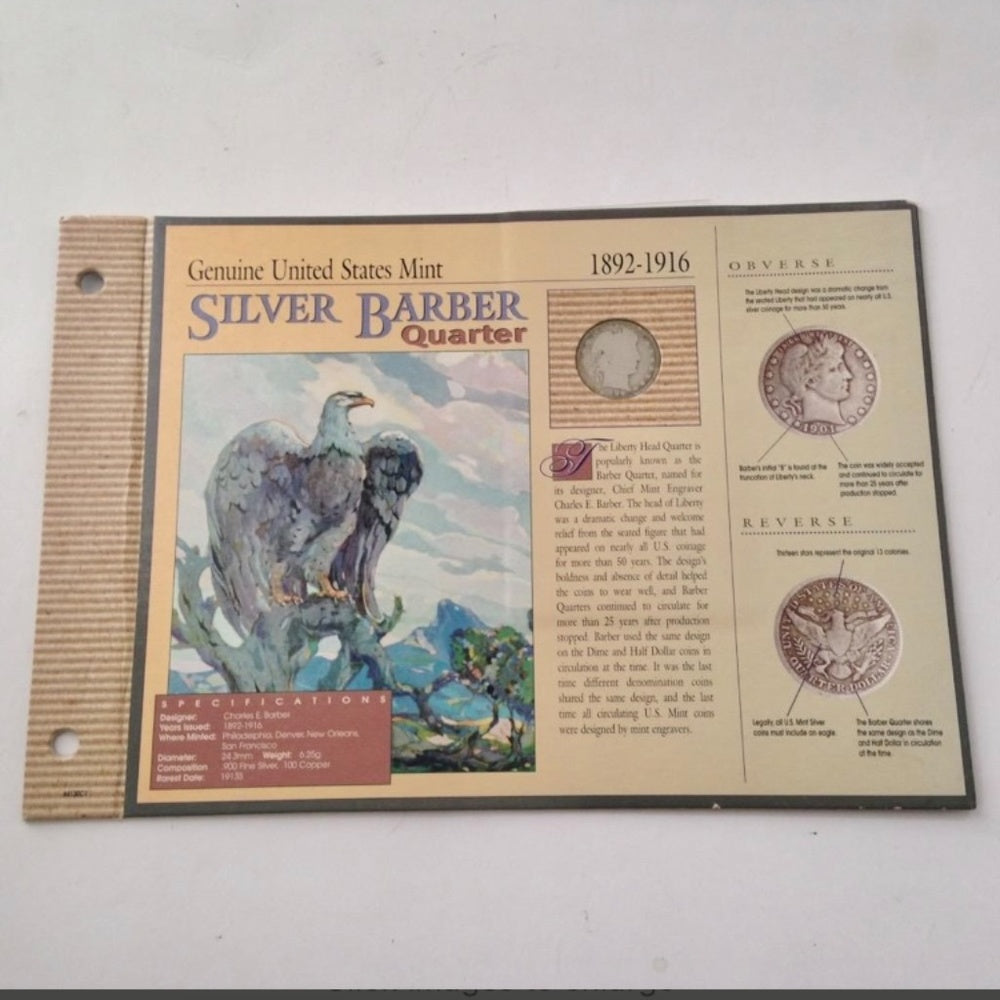 Genuine United States Mint
1892-1916
SILVER BARBER
Quarter
The Liberty Head Quarter is
popularly known as the
Barber Quarter, named for
its designer, Chief Mint Engraver
Charles E. Barber. The head of Liberty
was a dramatic change and welcome
relief from the seated figure that had
appeared on nearly all U.S. coinage
for more than 50 years. The design's
boldness and absence of detail helped
the coins to wear well, and Barber
Quarters continued to circulate for
more than 25 years after production
stopped. Barber used the same design
on the Dime and Half Dollar coins in
circulation at the time. It was the last
time different denomination coins
shared the same design, and the last
time all circulating U.S. Mint coins
were designed by mint engravers.
SPECIFICATIONS
Designer: Charles E. Barber
Years Issued: 1892-1916
Where Minted: Philadelphia, Denver, New Orleans,
San Francisco
Diameter: 24.3mm Weight: 6.25g
Composition: .900 Fine Silver, .100 Copper
Rarest Date: 1913S
OBVERSE
The Liberty Head design was a dramatic change from
the seated Liberty that had appeared on nearly all U.S.
silver coinage for more than 50 years.
1901
Barber's initial "B" is found at the
truncation of Liberty's neck.
The coin was widely accepted
and continued to circulate for
more than 25 years after
production stopped.
REVERSE
Thirteen stars represent the original 13 colonies.
UNITED STATES OF AMERICA
QUARTER DOLLAR
Legally, all U.S. Mint Silver
coins must include an eagle.
The Barber Quarter shares
the same design as the Dime
and Half Dollar in circulation
at the time.